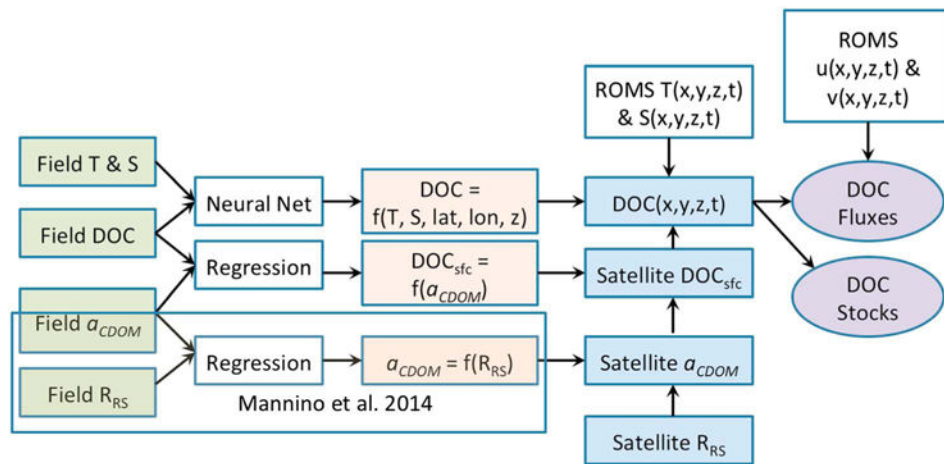 ROMS
u(x,y,z,t) &
v(x,y,z,t)
ROMS T(x,y,z,t)
& S(x,y,z,t)
Field T & S
Field DOC
Field aCDOM
Field RRS
Neural Net
Regression
Regression
DOC =
f(T, S, lat, lon, z)
DOCsfc =
f(aCDOM)
aCDOM = f(RRS)
Mannino et al. 2014
DOC(x,y,z,t)
Satellite DOCsfc
Satellite aCDOM
Satellite RRS
DOC
Fluxes
DOC
Stocks